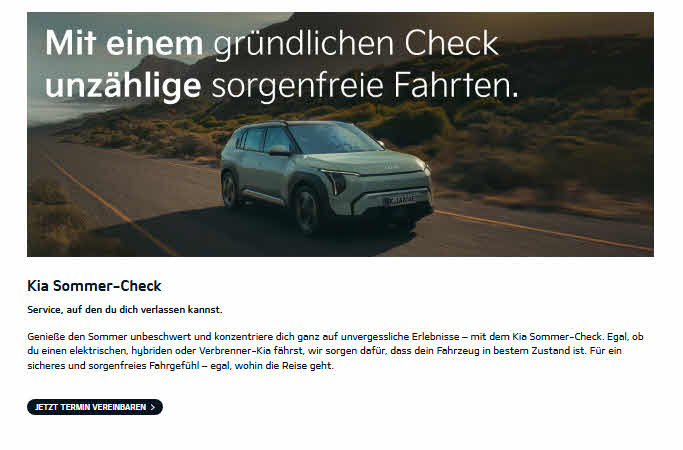 Mit einem gründlichen Check
unzählige sorgenfreie Fahrten.
Kia Sommer-Check
Service, auf den du dich verlassen kannst.
Genieße den Sommer unbeschwert und konzentriere dich ganz auf unvergessliche Erlebnisse – mit dem Kia Sommer-Check. Egal, ob
du einen elektrischen, hybriden oder Verbrenner-Kia fährst, wir sorgen dafür, dass dein Fahrzeug in bestem Zustand ist. Für ein
sicheres und sorgenfreies Fahrgefühl – egal, wohin die Reise geht.
JETZT TERMIN VEREINBAREN >